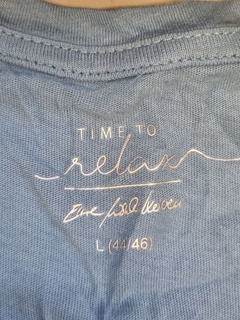 TIME TO
relax
L (44/46)